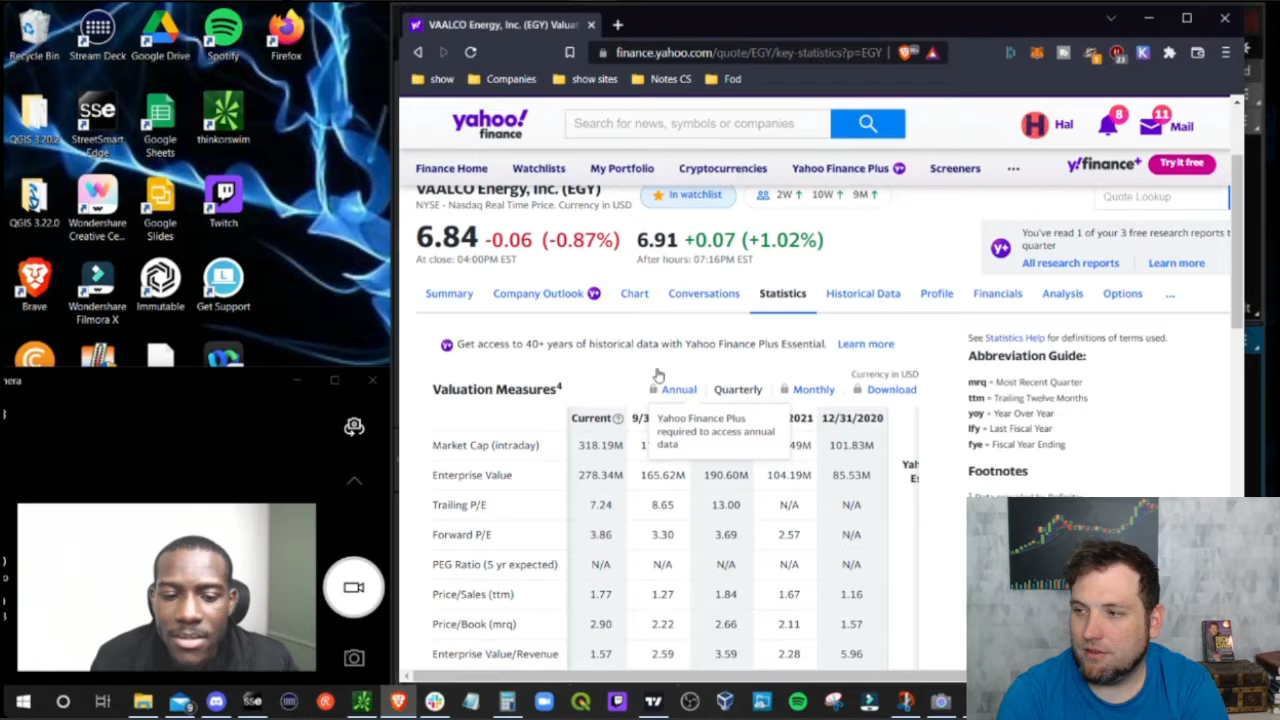 Recycle Bin
Stream Deck
Google Drive
Spotify
Firefox
QGIS 3.20.2
sse
StreetSmart Edge
Google Sheets
thinkorswim
QGIS 3.22.0
Wondershare Creative Ce...
Google Slides
Twitch
Brave
Wondershare Filmora X
Immutable
Get Support
mera
VAALCO Energy, Inc. (EGY) Valuat
finance.yahoo.com/quote/EGY/key-statistics?p=EGY
show
Companies
show sites
Notes CS
Fod
yahoo! finance
Search for news, symbols or companies
H Hal
8
11 Mail
Finance Home
Watchlists
My Portfolio
Cryptocurrencies
Yahoo Finance Plus
Screeners
...
y!finance+
Try it free
VAALCO Energy, Inc. (EGY)
NYSE - Nasdaq Real Time Price. Currency in USD
In watchlist
2W ↑ 10W ↑ 9M ↑
Quote Lookup
6.84 -0.06 (-0.87%)
At close: 04:00PM EST
6.91 +0.07 (+1.02%)
After hours: 07:16PM EST
You've read 1 of your 3 free research reports t
quarter
All research reports
Learn more
Summary
Company Outlook
Chart
Conversations
Statistics
Historical Data
Profile
Financials
Analysis
Options
...
Get access to 40+ years of historical data with Yahoo Finance Plus Essential. Learn more
Currency in USD
Valuation Measures4
Annual
Quarterly
Monthly
Download
Yahoo Finance Plus
required to access annual
data
Current 9/3 2021 12/31/2020
Market Cap (intraday) 318.19M 49M 101.83M
Enterprise Value 278.34M 165.62M 190.60M 104.19M 85.53M
Trailing P/E 7.24 8.65 13.00 N/A N/A
Forward P/E 3.86 3.30 3.69 2.57 N/A
PEG Ratio (5 yr expected) N/A N/A N/A N/A N/A
Price/Sales (ttm) 1.77 1.27 1.84 1.67 1.16
Price/Book (mrq) 2.90 2.22 2.66 2.11 1.57
Enterprise Value/Revenue 1.57 2.59 3.59 2.28 5.96
See Statistics Help for definitions of terms used.
Abbreviation Guide:
mrq = Most Recent Quarter
ttm = Trailing Twelve Months
yoy = Year Over Year
lfy = Last Fiscal Year
fye = Fiscal Year Ending
Footnotes